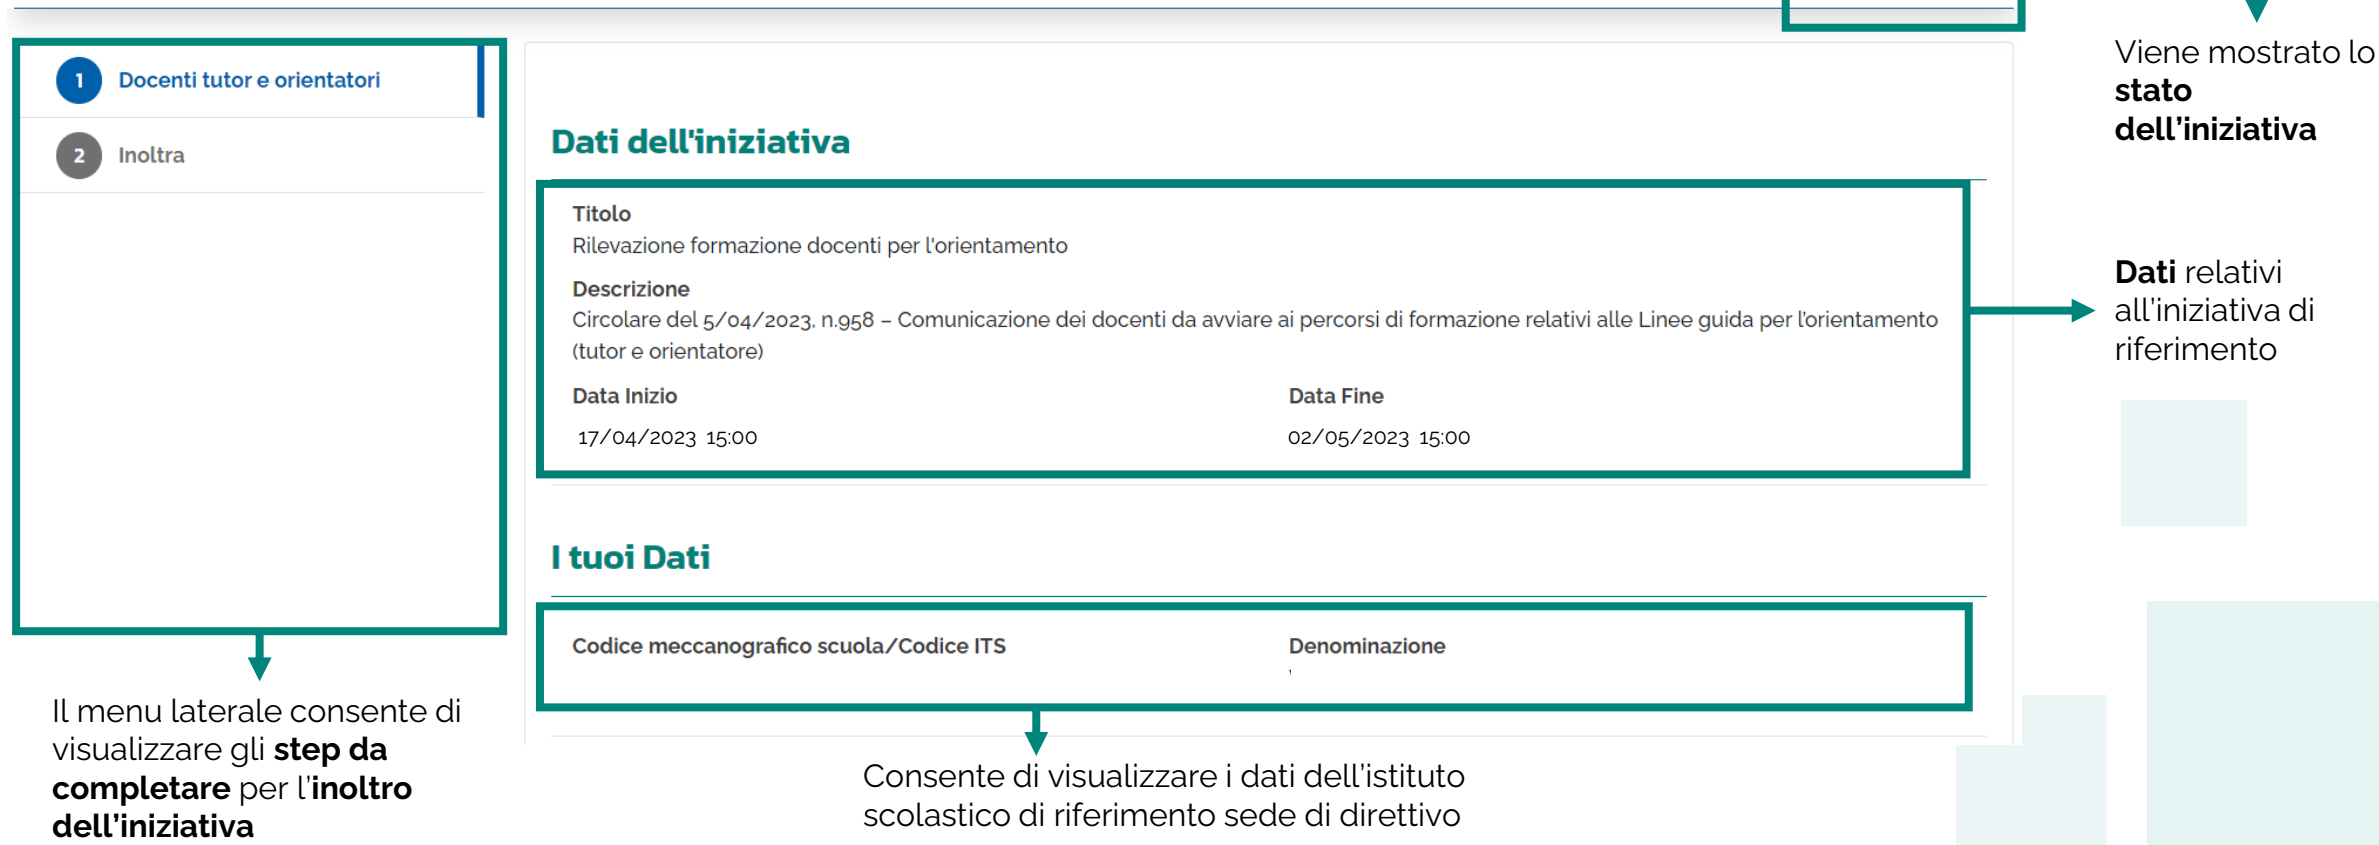 1 Docenti tutor e orientatori
2 Inoltra
Viene mostrato lo
stato
dell’iniziativa
Dati dell'iniziativa
Titolo
Rilevazione formazione docenti per l'orientamento
Descrizione
Circolare del 5/04/2023, n.958 – Comunicazione dei docenti da avviare ai percorsi di formazione relativi alle Linee guida per l’orientamento
(tutor e orientatore)
Data Inizio
Data Fine
17/04/2023 15:00
02/05/2023 15:00
Dati relativi
all’iniziativa di
riferimento
I tuoi Dati
Codice meccanografico scuola/Codice ITS
Denominazione
Il menu laterale consente di
visualizzare gli step da
completare per l’inoltro
dell’iniziativa
Consente di visualizzare i dati dell’istituto
scolastico di riferimento sede di direttivo